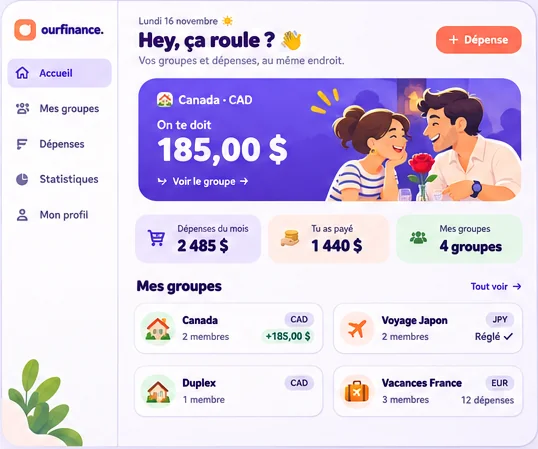 ourfinance.
Accueil
Mes groupes
Dépenses
Statistiques
Mon profil
Lundi 16 novembre
Hey, ça roule ?
Vos groupes et dépenses, au même endroit.
+ Dépense
Canada · CAD
On te doit
185,00 $
Voir le groupe →
Dépenses du mois
2 485 $
Tu as payé
1 440 $
Mes groupes
4 groupes
Mes groupes
Tout voir →
Canada CAD
2 membres +185,00 $
Voyage Japon JPY
2 membres Réglé ✓
Duplex CAD
1 membre
Vacances France EUR
3 membres 12 dépenses